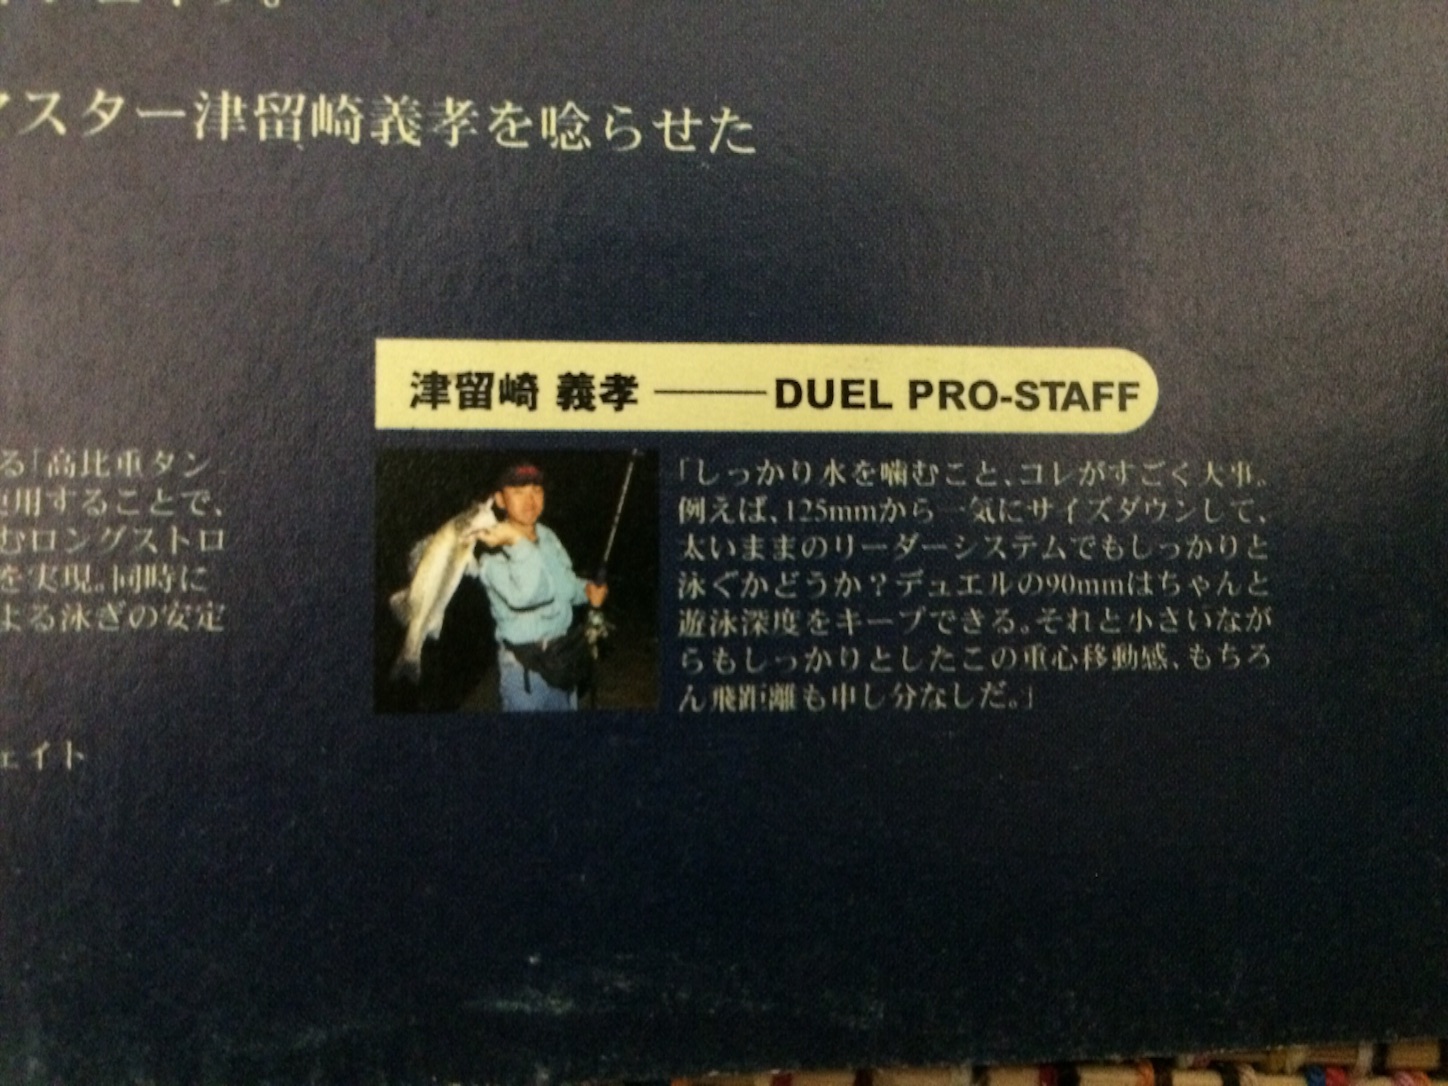 マスター津留崎義孝を唸らせた
津留崎 義孝 ——— DUEL PRO-STAFF
る「高比重タン
使用することで、
むロングストロ
を実現。同時に
よる泳ぎの安定
ェイト
「しっかり水を噛むこと、コレがすごく大事。
例えば、125mmから一気にサイズダウンして、
太いままのリーダーシステムでもしっかりと
泳ぐかどうか？デュエルの90mmはちゃんと
遊泳深度をキープできる。それと小さいなが
らもしっかりとしたこの重心移動感、もちろ
ん飛距離も申し分なしだ。」